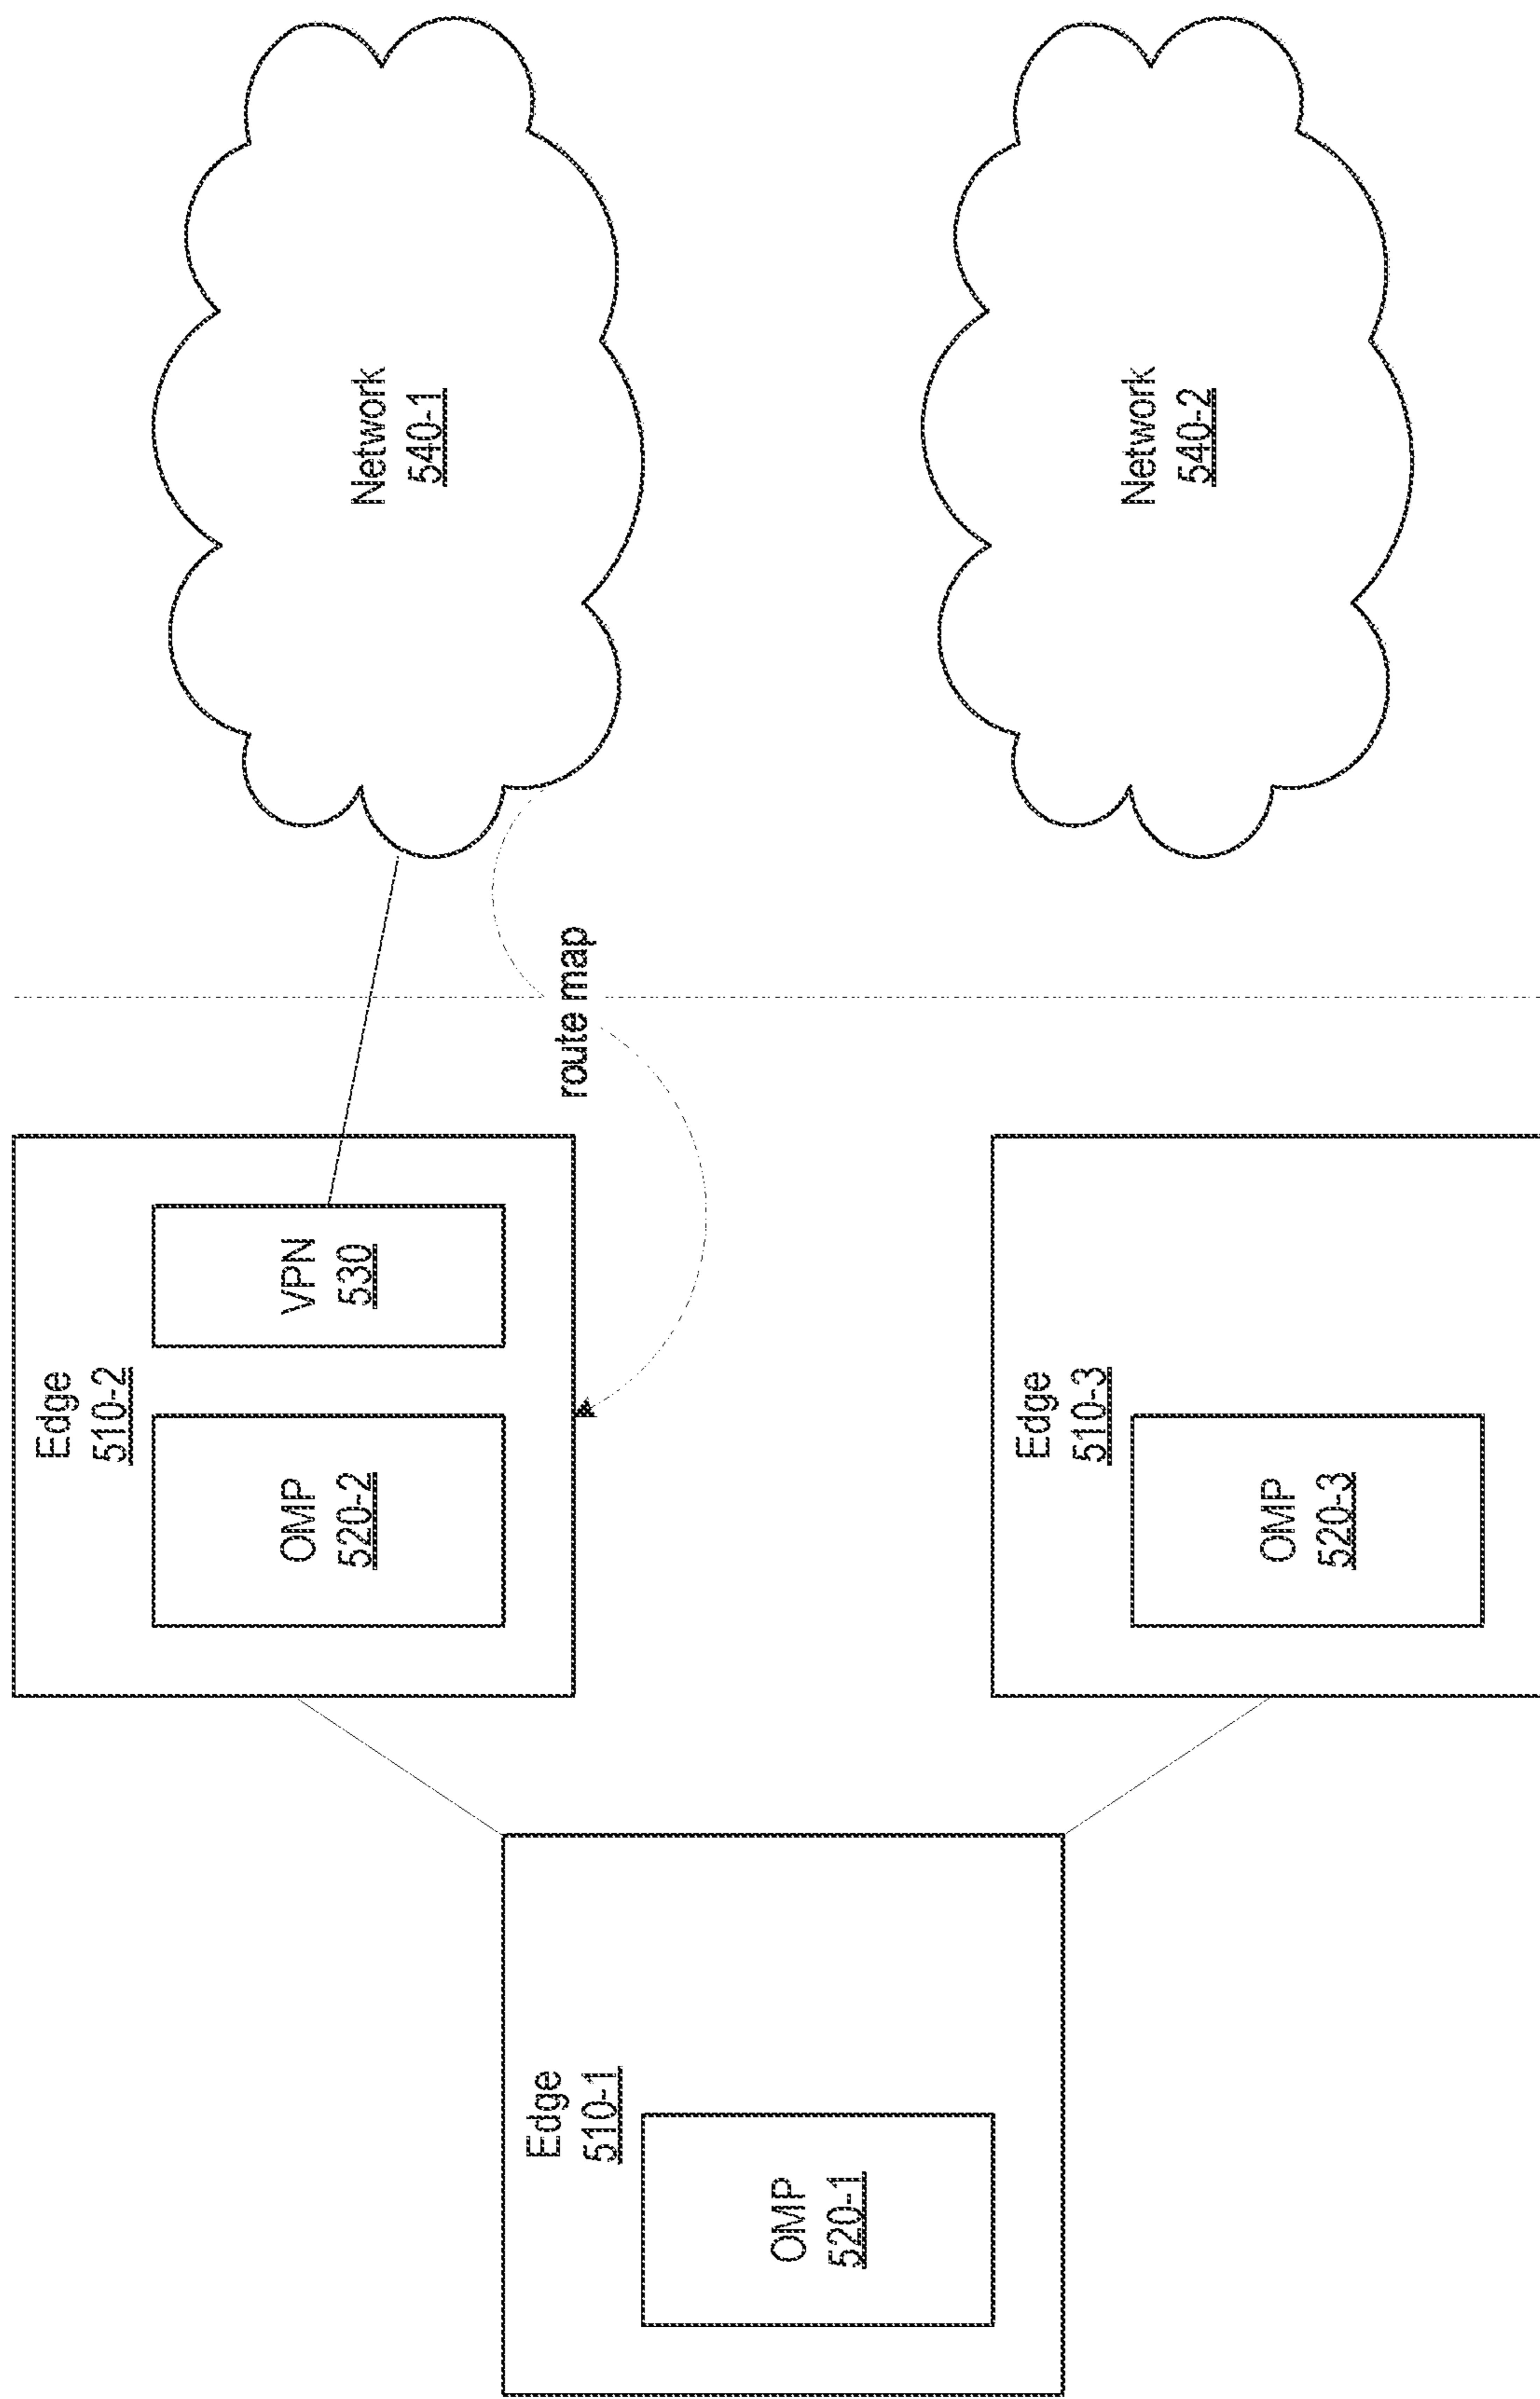 Edge
510-1
OMP
520-1
Edge
510-2
OMP
520-2
VPN
530
route map
Network
540-1
Edge
510-3
OMP
520-3
Network
540-2